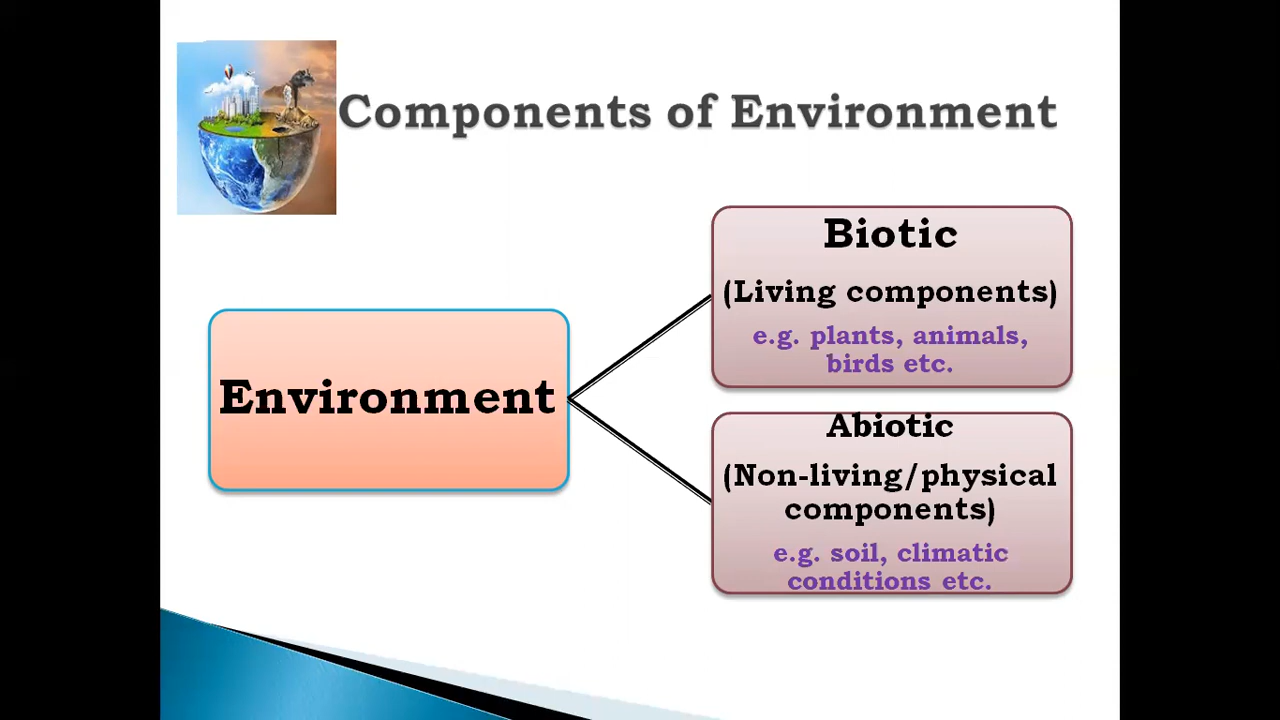 Components of Environment
Environment
Biotic
(Living components)
e.g. plants, animals,
birds etc.
Abiotic
(Non-living/physical
components)
e.g. soil, climatic
conditions etc.